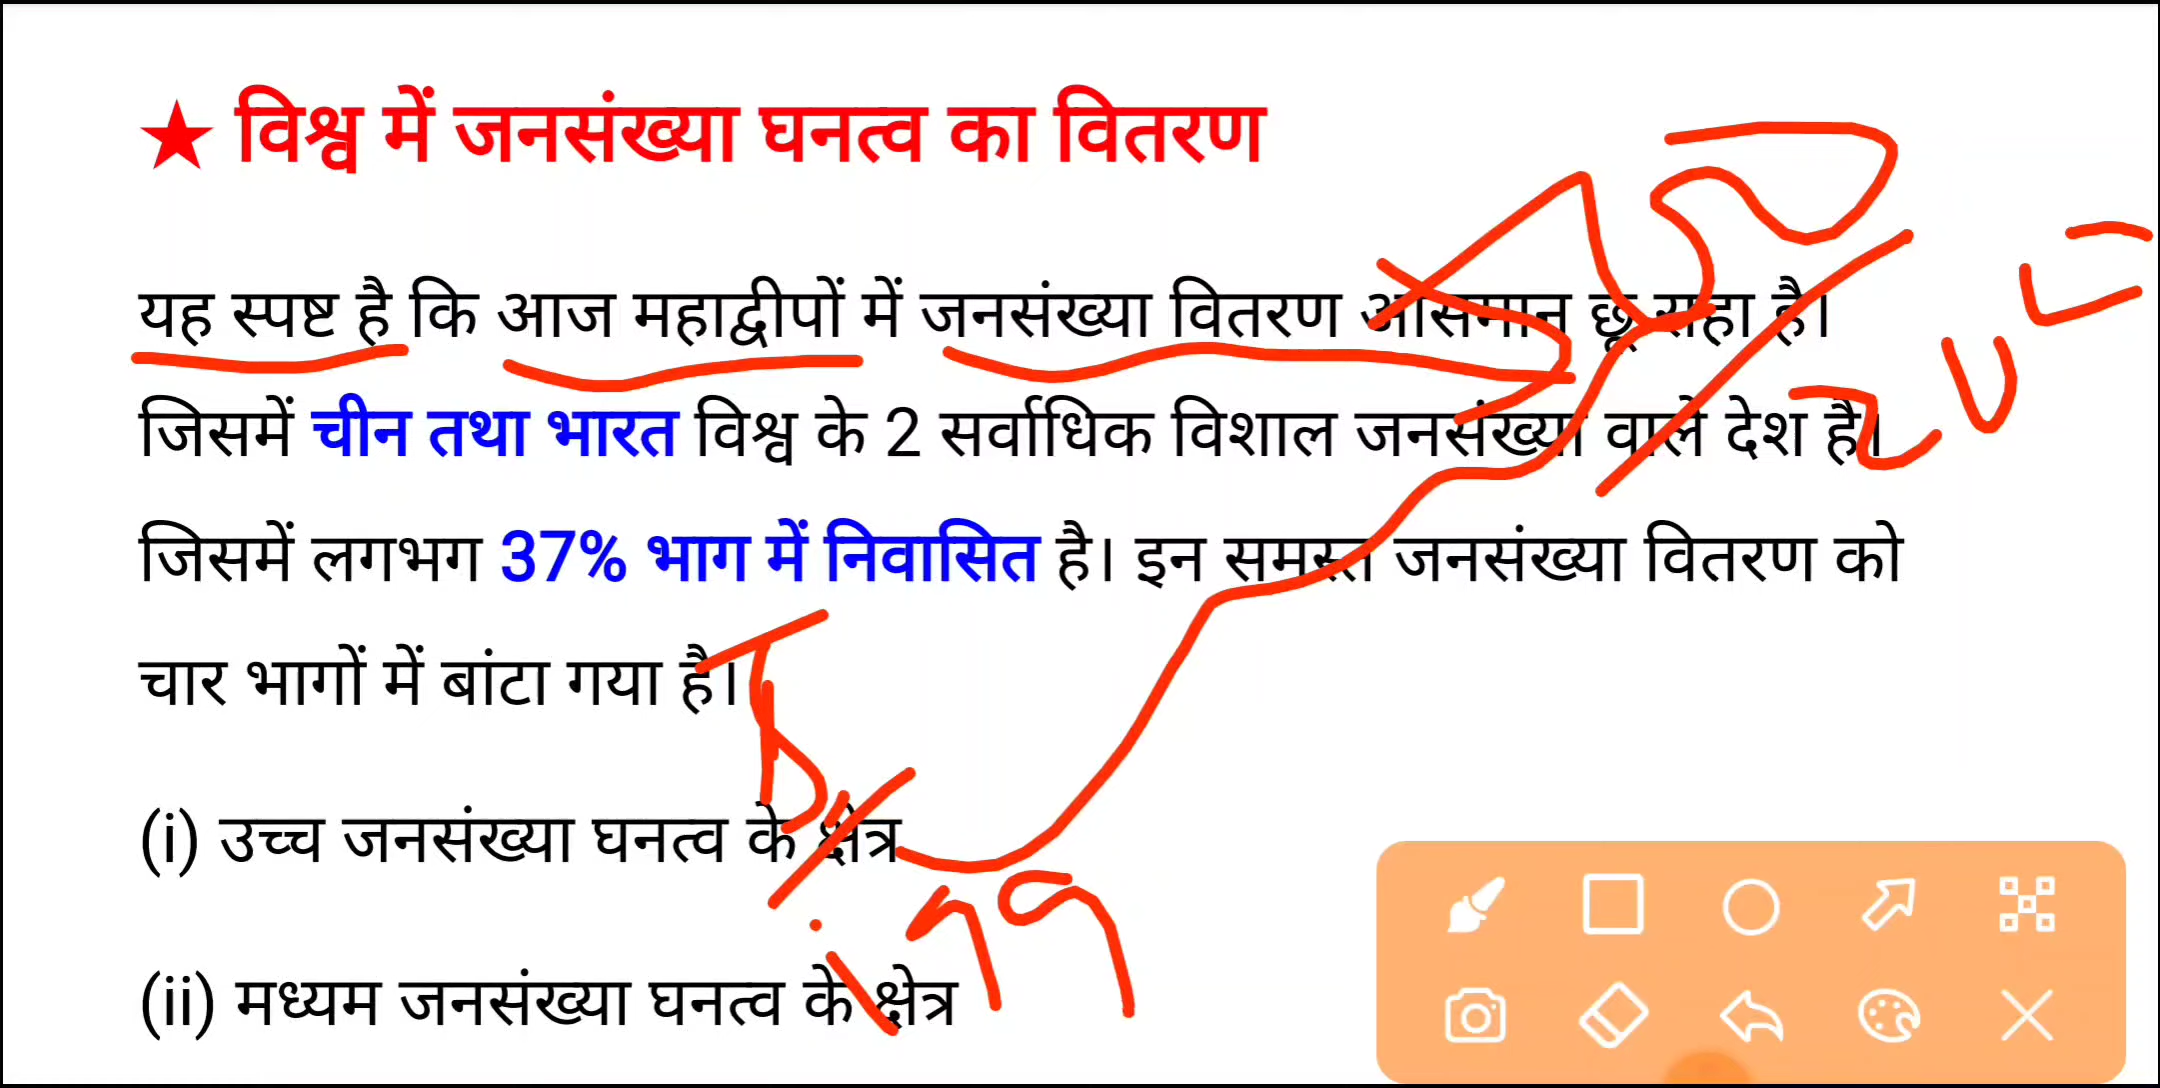 ★ विश्व में जनसंख्या घनत्व का वितरण
यह स्पष्ट है कि आज महाद्वीपों में जनसंख्या वितरण आसमान छू रहा है।
जिसमें चीन तथा भारत विश्व के 2 सर्वाधिक विशाल जनसंख्या वाले देश है।
जिसमें लगभग 37% भाग में निवासित है। इन समस्त जनसंख्या वितरण को
चार भागों में बांटा गया है।
(i) उच्च जनसंख्या घनत्व के क्षेत्र
(ii) मध्यम जनसंख्या घनत्व के क्षेत्र